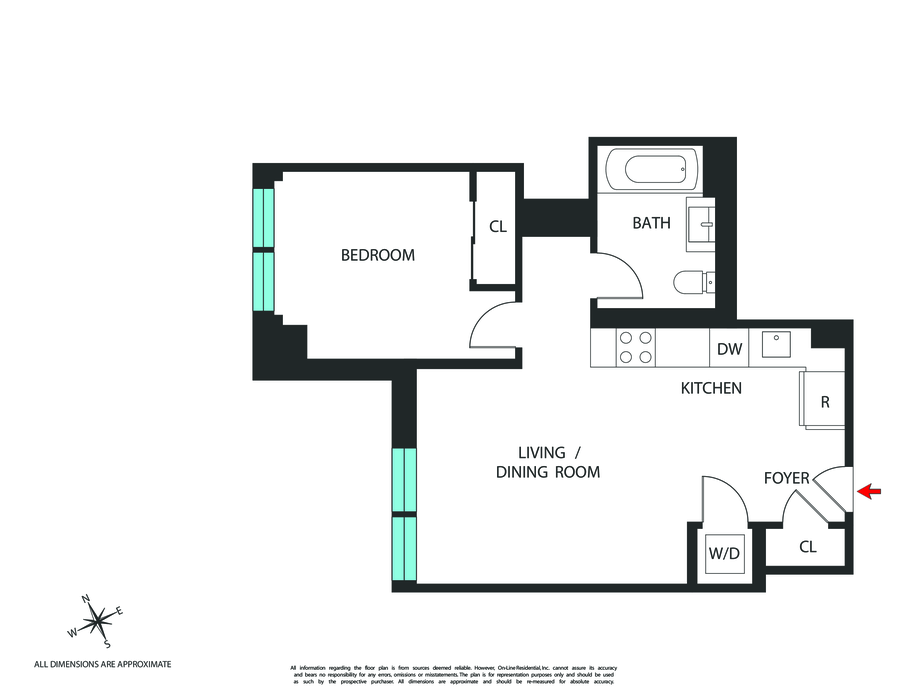 BATH
CL
BEDROOM
DW
KITCHEN
R
LIVING / 
DINING ROOM
FOYER
W/D
CL
N
E
W
S
ALL DIMENSIONS ARE APPROXIMATE
All information regarding the floor plan is from sources deemed reliable. However, On-Line Residential, Inc. cannot assure its accuracy
and bears no responsibility for any errors, omissions or misstatements. The plan is for representation purposes only and should be used
as such by the prospective purchaser. All dimensions are approximate and should be re-measured for absolute accuracy.